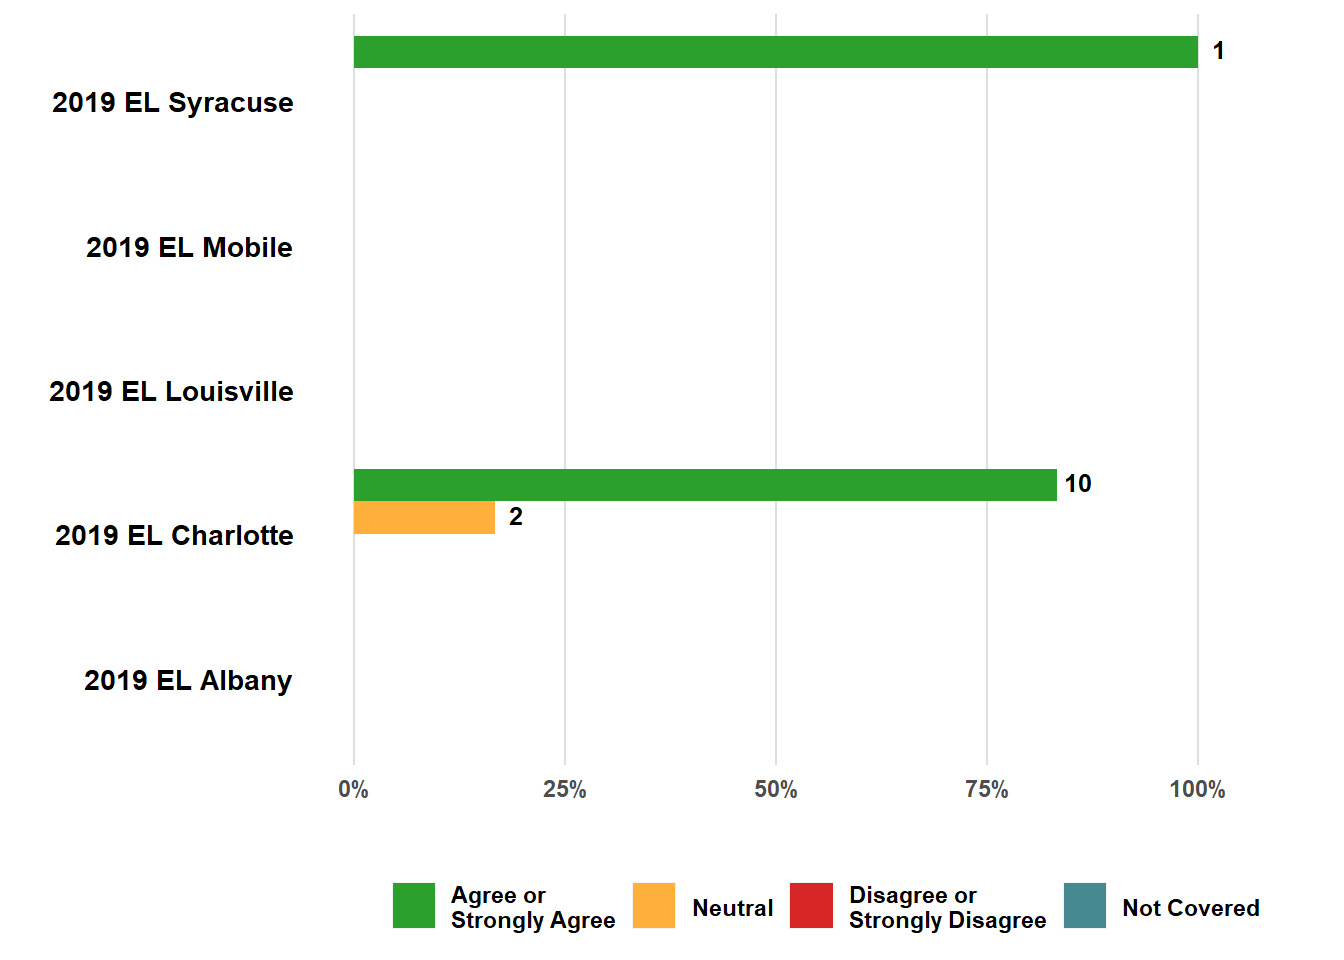 1
2019 EL Syracuse
2019 EL Mobile
2019 EL Louisville
10
2
2019 EL Charlotte
2019 EL Albany
0% 25% 50% 75% 100%
Agree or
Strongly Agree
Neutral
Disagree or
Strongly Disagree
Not Covered